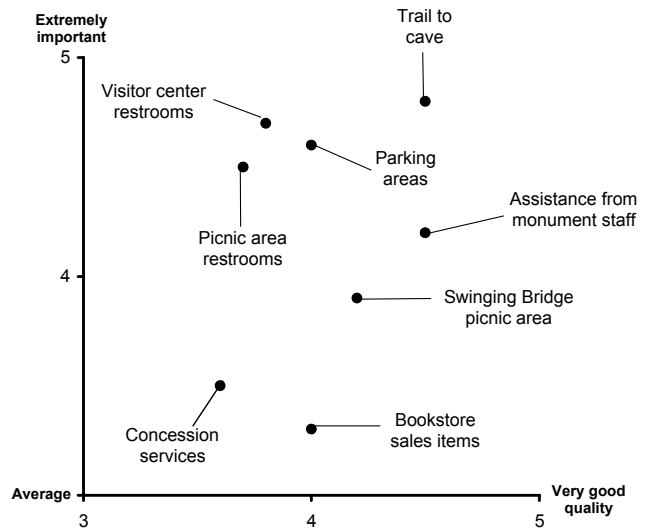 Extremely
important
Trail to
cave
5
Visitor center
restrooms
Parking
areas
Assistance from
monument staff
Picnic area
restrooms
4
Swinging Bridge
picnic area
Concession
services
Bookstore
sales items
Average
Very good
quality
3
4
5